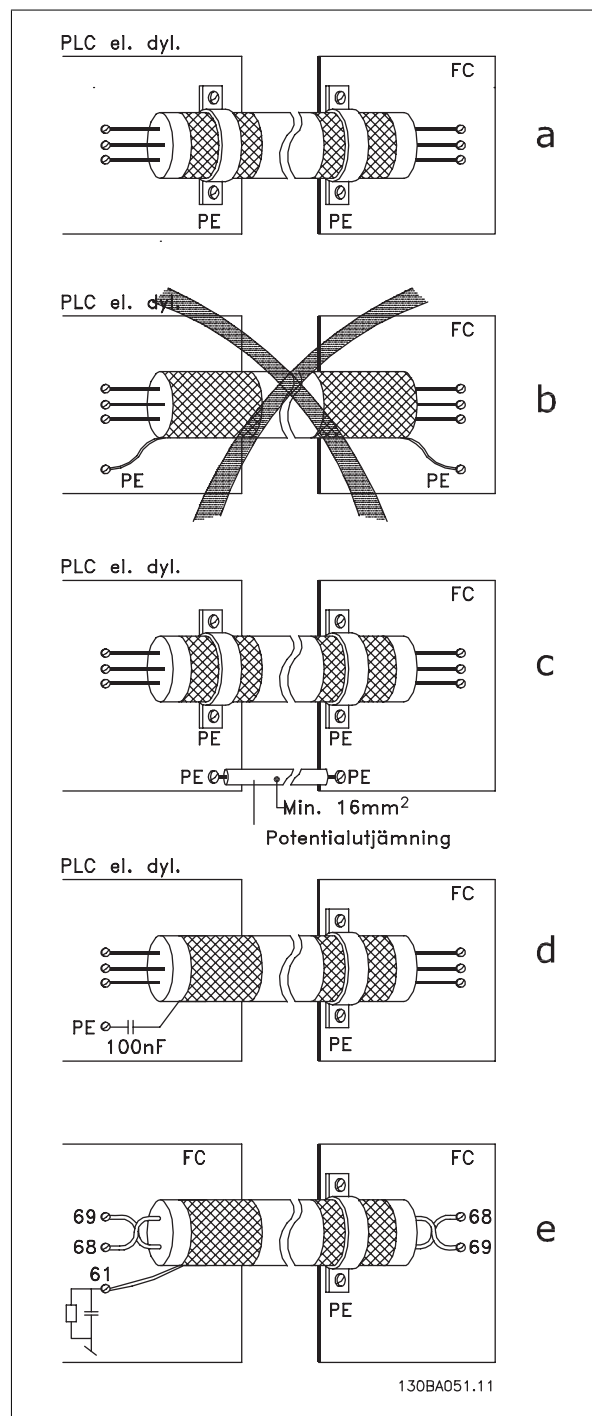 PLC el. dyl.
FC
a
PE
PE
PLC el. dyl.
FC
b
PE
PE
PLC el. dyl.
FC
c
PE
PE
PE
PE
Min. 16mm²
Potentialutjämning
PLC el. dyl.
FC
d
PE
100nF
PE
FC
FC
69
68
68
69
e
61
PE
130BA051.11